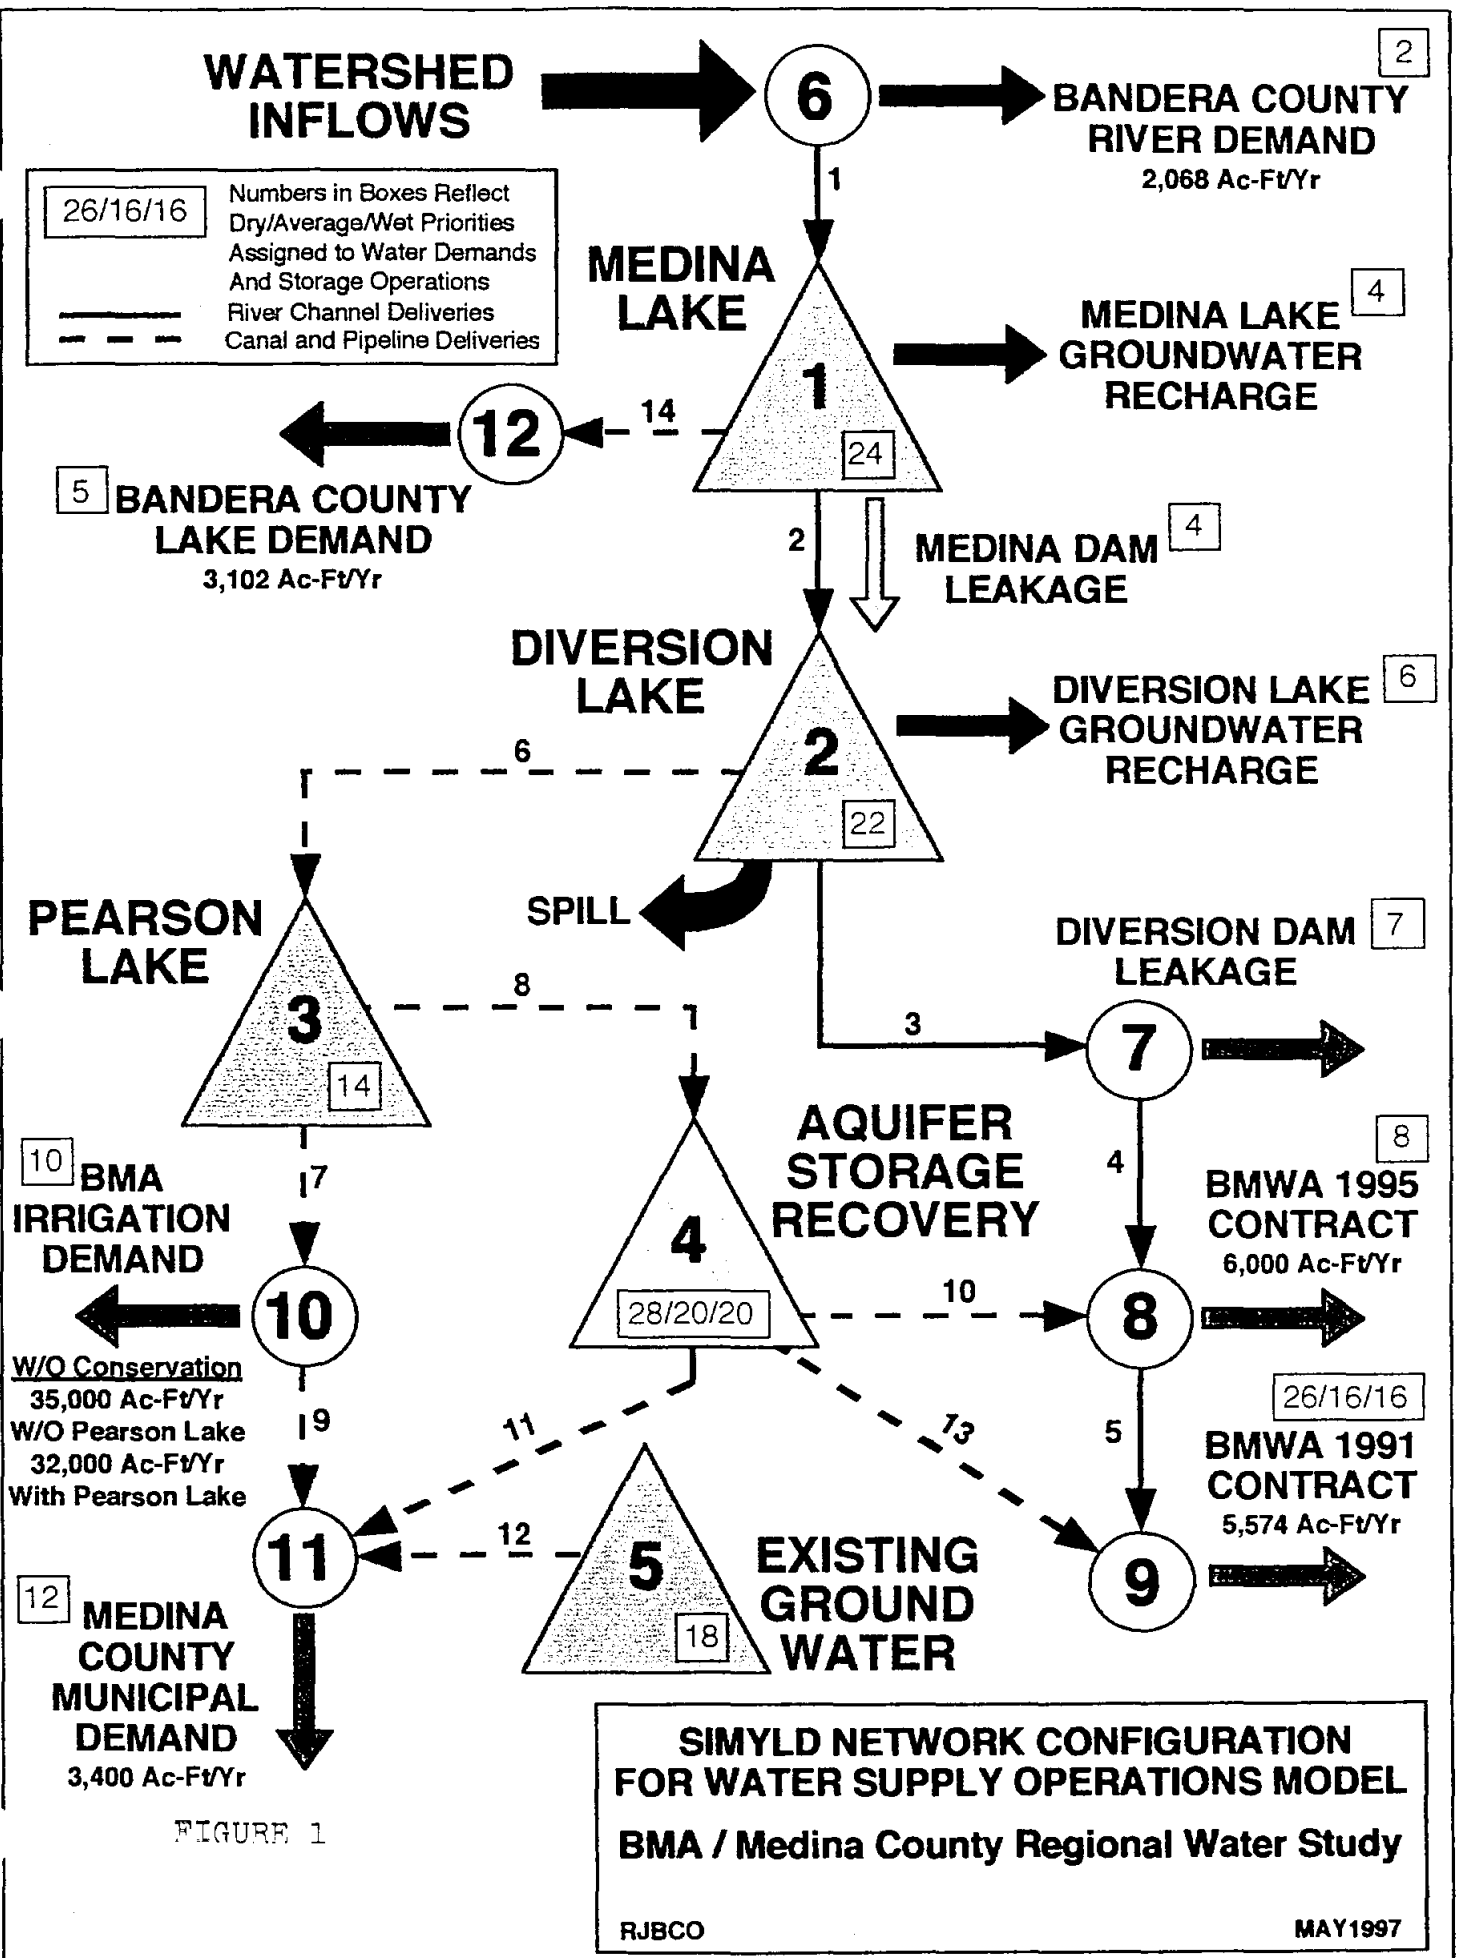 WATERSHED
INFLOWS
6
2
BANDERA COUNTY
RIVER DEMAND
2,068 Ac-Ft/Yr
26/16/16
Numbers in Boxes Reflect
Dry/Average/Wet Priorities
Assigned to Water Demands
And Storage Operations
River Channel Deliveries
Canal and Pipeline Deliveries
1
MEDINA
LAKE
1
24
4
MEDINA LAKE
GROUNDWATER
RECHARGE
14
12
5
BANDERA COUNTY
LAKE DEMAND
3,102 Ac-Ft/Yr
2
4
MEDINA DAM
LEAKAGE
DIVERSION
LAKE
2
22
6
DIVERSION LAKE
GROUNDWATER
RECHARGE
6
SPILL
PEARSON
LAKE
3
14
8
3
DIVERSION DAM
LEAKAGE
7
7
AQUIFER
STORAGE
RECOVERY
4
28/20/20
4
8
BMWA 1995
CONTRACT
6,000 Ac-Ft/Yr
10
8
10
BMA
IRRIGATION
DEMAND
7
10
W/O Conservation
35,000 Ac-Ft/Yr
W/O Pearson Lake
32,000 Ac-Ft/Yr
With Pearson Lake
9
11
13
5
26/16/16
BMWA 1991
CONTRACT
5,574 Ac-Ft/Yr
9
11
12
5
18
EXISTING
GROUND
WATER
12
MEDINA
COUNTY
MUNICIPAL
DEMAND
3,400 Ac-Ft/Yr
FIGURE 1
SIMYLD NETWORK CONFIGURATION
FOR WATER SUPPLY OPERATIONS MODEL
BMA / Medina County Regional Water Study
RJBCO
MAY1997